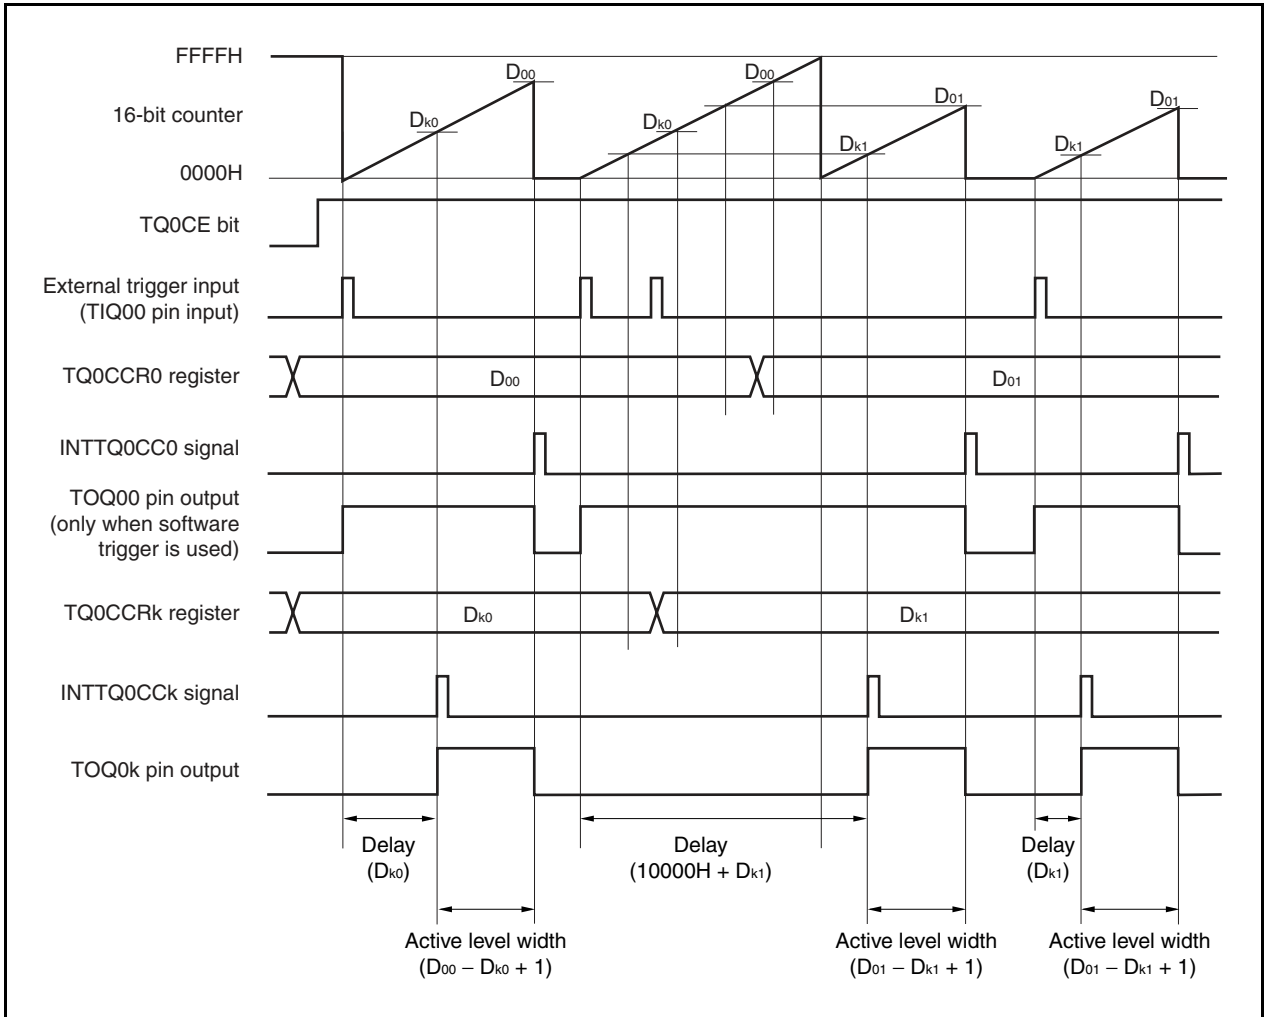 FFFFH
16-bit counter
0000H
D00
Dk0
D00
Dk0
D01
Dk1
D01
Dk1
TQ0CE bit
External trigger input
(TIQ00 pin input)
TQ0CCR0 register
D00
D01
INTTQ0CC0 signal
TOQ00 pin output
(only when software
trigger is used)
TQ0CCRk register
Dk0
Dk1
INTTQ0CCk signal
TOQ0k pin output
Delay
(Dk0)
Delay
(10000H + Dk1)
Delay
(Dk1)
Active level width
(D00 − Dk0 + 1)
Active level width
(D01 − Dk1 + 1)
Active level width
(D01 − Dk1 + 1)